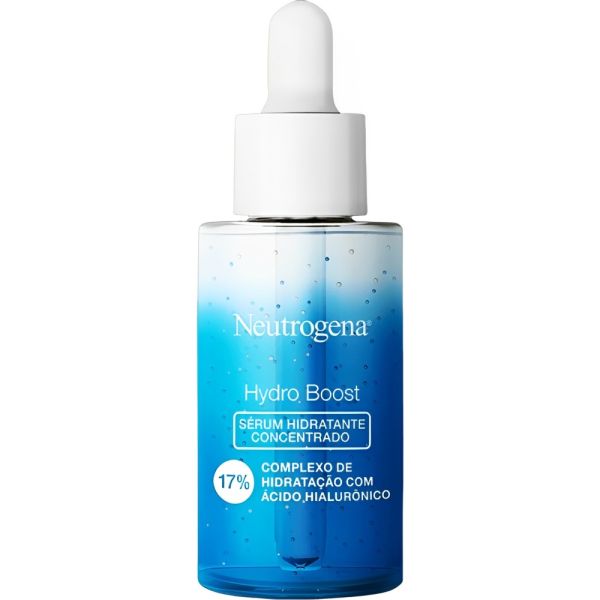 Neutrogena®
Hydro Boost
SÉRUM HIDRATANTE
CONCENTRADO
17%
COMPLEXO DE
HIDRATAÇÃO COM
ÁCIDO HIALURÔNICO